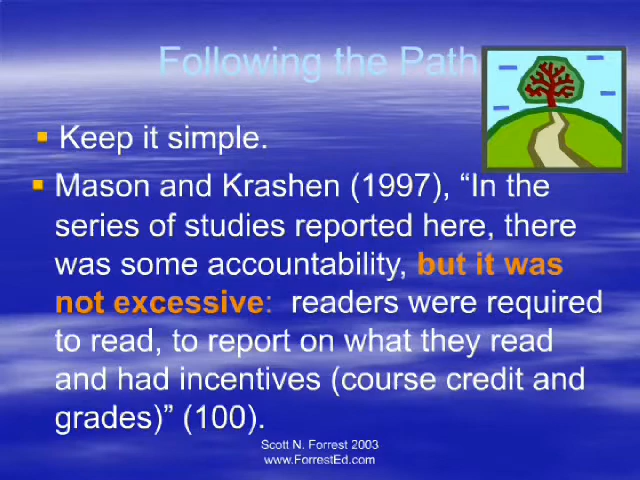 Following the Path
Keep it simple.
Mason and Krashen (1997), “In the
series of studies reported here, there
was some accountability, but it was
not excessive:  readers were required
to read, to report on what they read
and had incentives (course credit and
grades)” (100).
Scott N. Forrest 2003
www.ForrestEd.com